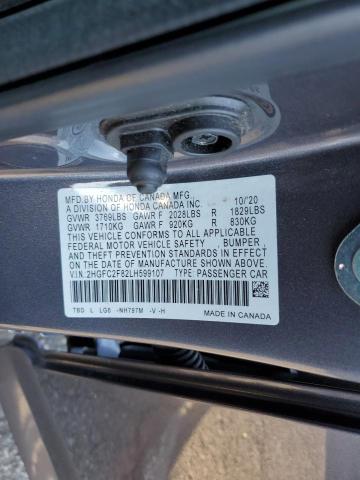 MFD.BY HONDA OF CANADA MFG.
A DIVISION OF HONDA CANADA INC. 10/'20
GVWR 3769LBS GAWR F 2028LBS R 1829LBS
GVWR 1710KG GAWR F 920KG R 830KG
THIS VEHICLE CONFORMS TO ALL APPLICABLE
FEDERAL MOTOR VEHICLE SAFETY, BUMPER,
AND THEFT PREVENTION STANDARDS IN EFFECT ON
THE DATE OF MANUFACTURE SHOWN ABOVE
V.I.N. 2HGFC2F82LH599107 TYPE: PASSENGER CAR
TBD L LG6 -NH797M -V-H
MADE IN CANADA